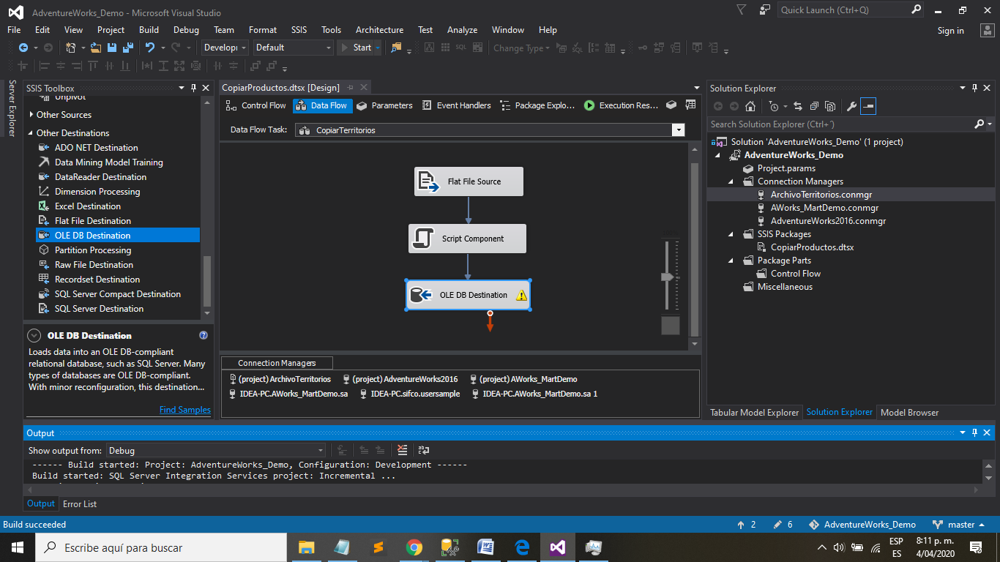 AdventureWorks_Demo - Microsoft Visual Studio
Quick Launch (Ctrl+Q)
File Edit View Project Build Debug Team Format SSIS Tools Architecture Test Analyze Window Help
Sign in
Developi Default Start SQL Change Type
Server Explorer
SSIS Toolbox
Unpivot
Other Sources
Other Destinations
ADO NET Destination
Data Mining Model Training
DataReader Destination
Dimension Processing
Excel Destination
Flat File Destination
OLE DB Destination
Partition Processing
Raw File Destination
Recordset Destination
SQL Server Compact Destination
SQL Server Destination
OLE DB Destination
Loads data into an OLE DB-compliant
relational database, such as SQL Server. Many
types of databases are OLE DB-compliant.
With minor reconfiguration, this destination...
Find Samples
CopiarProductos.dtsx [Design]
Control Flow Data Flow Parameters Event Handlers Package Explo... Execution Res...
Data Flow Task: CopiarTerritorios
Flat File Source
Script Component
OLE DB Destination
Connection Managers
(project) ArchivoTerritorios (project) AdventureWorks2016 (project) AWorks_MartDemo
IDEA-PC.AWorks_MartDemo.sa IDEA-PC.sifco.usersample IDEA-PC.AWorks_MartDemo.sa 1
Solution Explorer
Search Solution Explorer (Ctrl+´)
Solution 'AdventureWorks_Demo' (1 project)
AdventureWorks_Demo
Project.params
Connection Managers
ArchivoTerritorios.conmgr
AWorks_MartDemo.conmgr
AdventureWorks2016.conmgr
SSIS Packages
CopiarProductos.dtsx
Package Parts
Control Flow
Miscellaneous
Tabular Model Explorer Solution Explorer Model Browser
Output
Show output from: Debug
------ Build started: Project: AdventureWorks_Demo, Configuration: Development ------
Build started: SQL Server Integration Services project: Incremental ...
Output Error List
Build succeeded 2 6 AdventureWorks_Demo master
Escribe aquí para buscar
ESP
ES
8:11 p. m.
4/04/2020